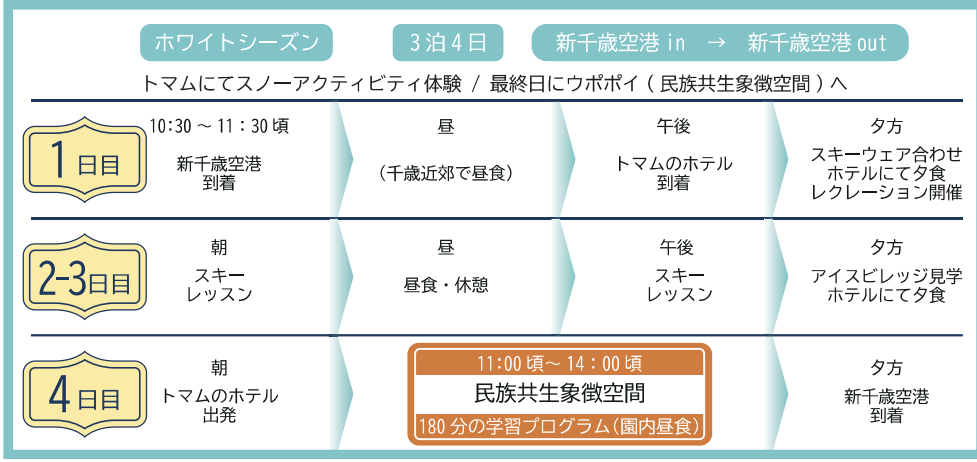 ホワイトシーズン
3泊4日
新千歳空港 in → 新千歳空港 out
トマムにてスノーアクティビティ体験 / 最終日にウポポイ ( 民族共生象徴空間 ) へ
1日目
10:30 ～ 11：30 頃
新千歳空港
到着
昼
（千歳近郊で昼食）
午後
トマムのホテル
到着
夕方
スキーウェア合わせ
ホテルにて夕食
レクレーション開催
2-3日目
朝
スキー
レッスン
昼
昼食・休憩
午後
スキー
レッスン
夕方
アイスビレッジ見学
ホテルにて夕食
4日目
朝
トマムのホテル
出発
11:00 頃～ 14：00 頃
民族共生象徴空間
180 分の学習プログラム(園内昼食)
夕方
新千歳空港
到着